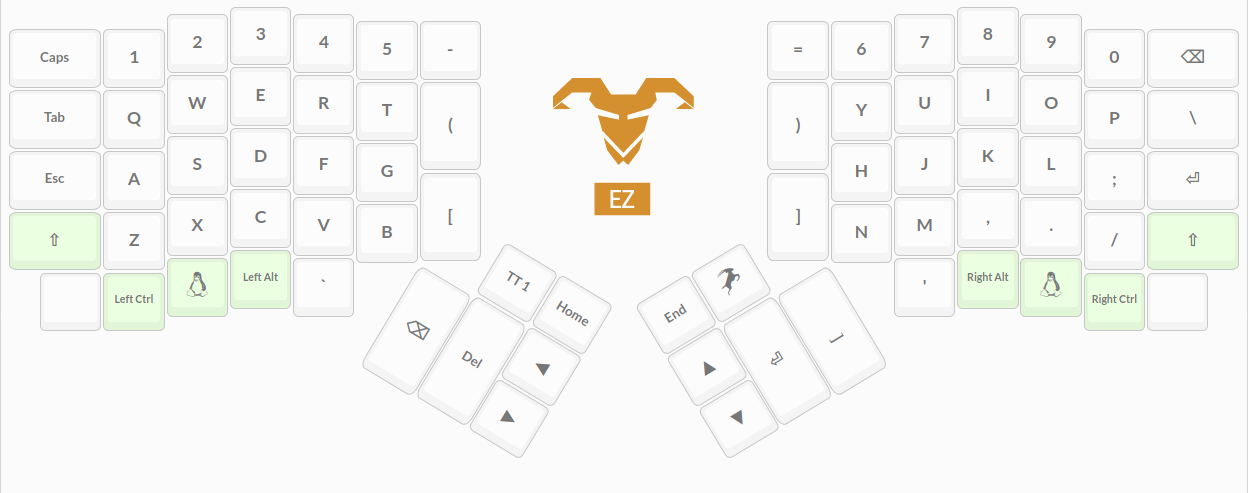 Caps 1 2 3 4 5 -
= 6 7 8 9 0 ⌫
Tab Q W E R T (
) Y U I O P \
Esc A S D F G
H J K L ; ⏎
⇧ Z X C V B [
] N M , . / ⇧
Left Ctrl Left Alt `
' Right Alt Right Ctrl
EZ
TT 1
Home
⌫ Del ◀ ▶
End
▲ ▼ ⏎